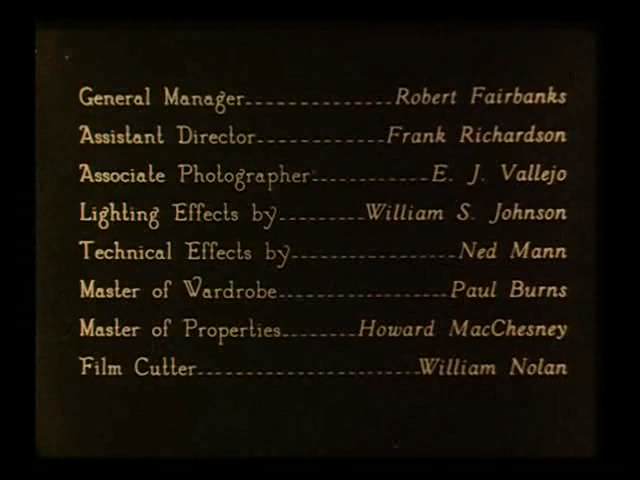 General Manager...............Robert Fairbanks
Assistant Director.............Frank Richardson
Associate Photographer............E. J. Vallejo
Lighting Effects by.........William S. Johnson
Technical Effects by.................Ned Mann
Master of Wardrobe.................Paul Burns
Master of Properties.......Howard MacChesney
Film Cutter......................William Nolan